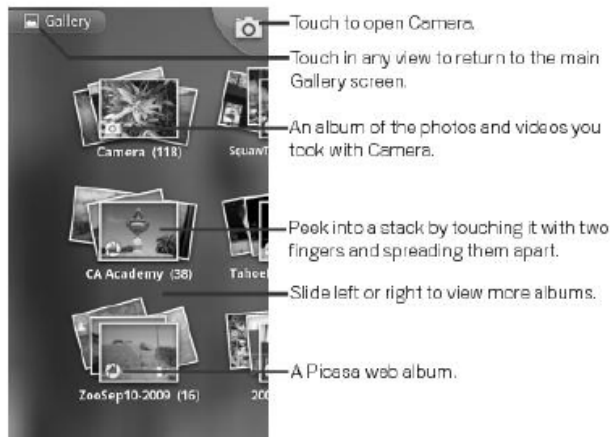 Gallery
Touch to open Camera.
Touch in any view to return to the main
Gallery screen.
An album of the photos and videos you
took with Camera.
Camera (118)
Peek into a stack by touching it with two
fingers and spreading them apart.
CA Academy (38)
Slide left or right to view more albums.
A Picasa web album.
ZooSep10-2009 (16)
200